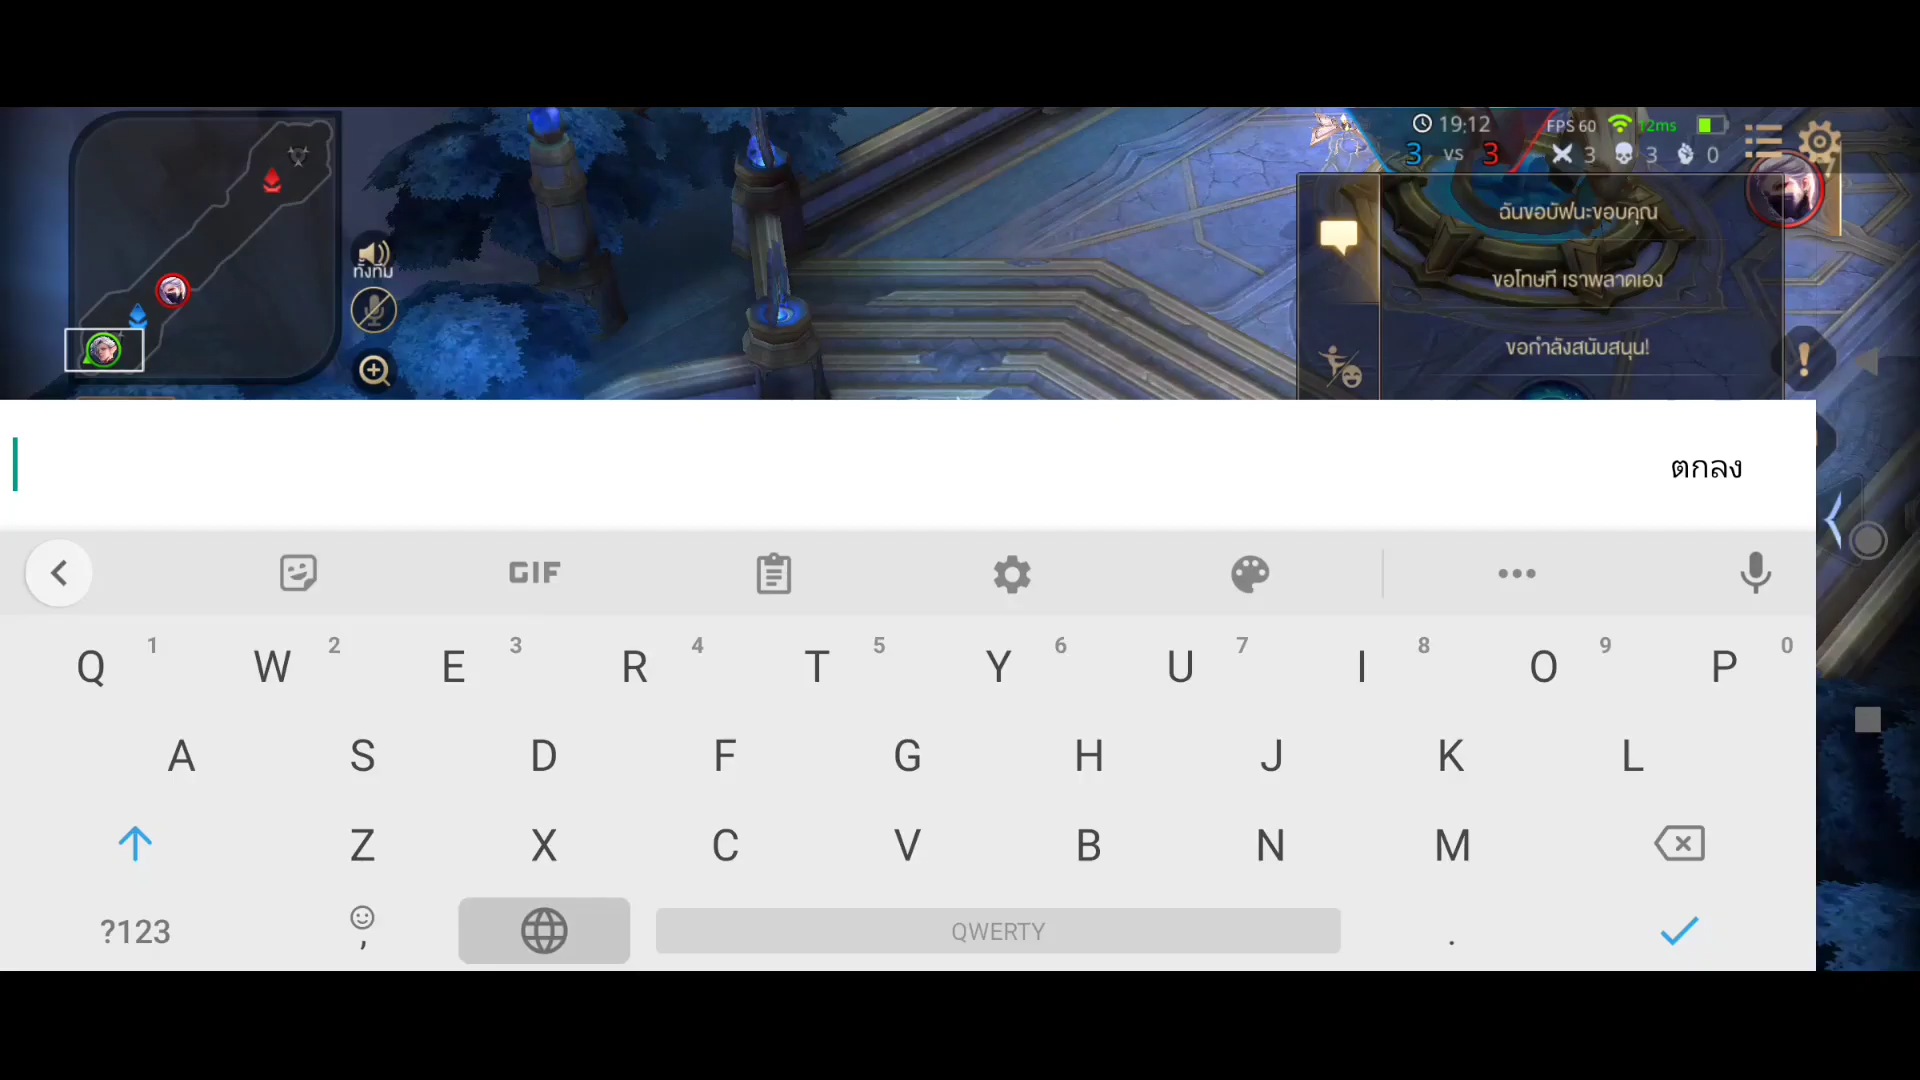 19:12 FPS 60 12ms
3 vs 3 3 3 0
ทั้งทีม
ฉันขอบัฟนะขอบคุณ
ขอโทษที เราพลาดเอง
ขอกำลังสนับสนุน!
ตกลง
GIF
Q 1 W 2 E 3 R 4 T 5 Y 6 U 7 I 8 O 9 P 0
A S D F G H J K L
Z X C V B N M
?123 , QWERTY .